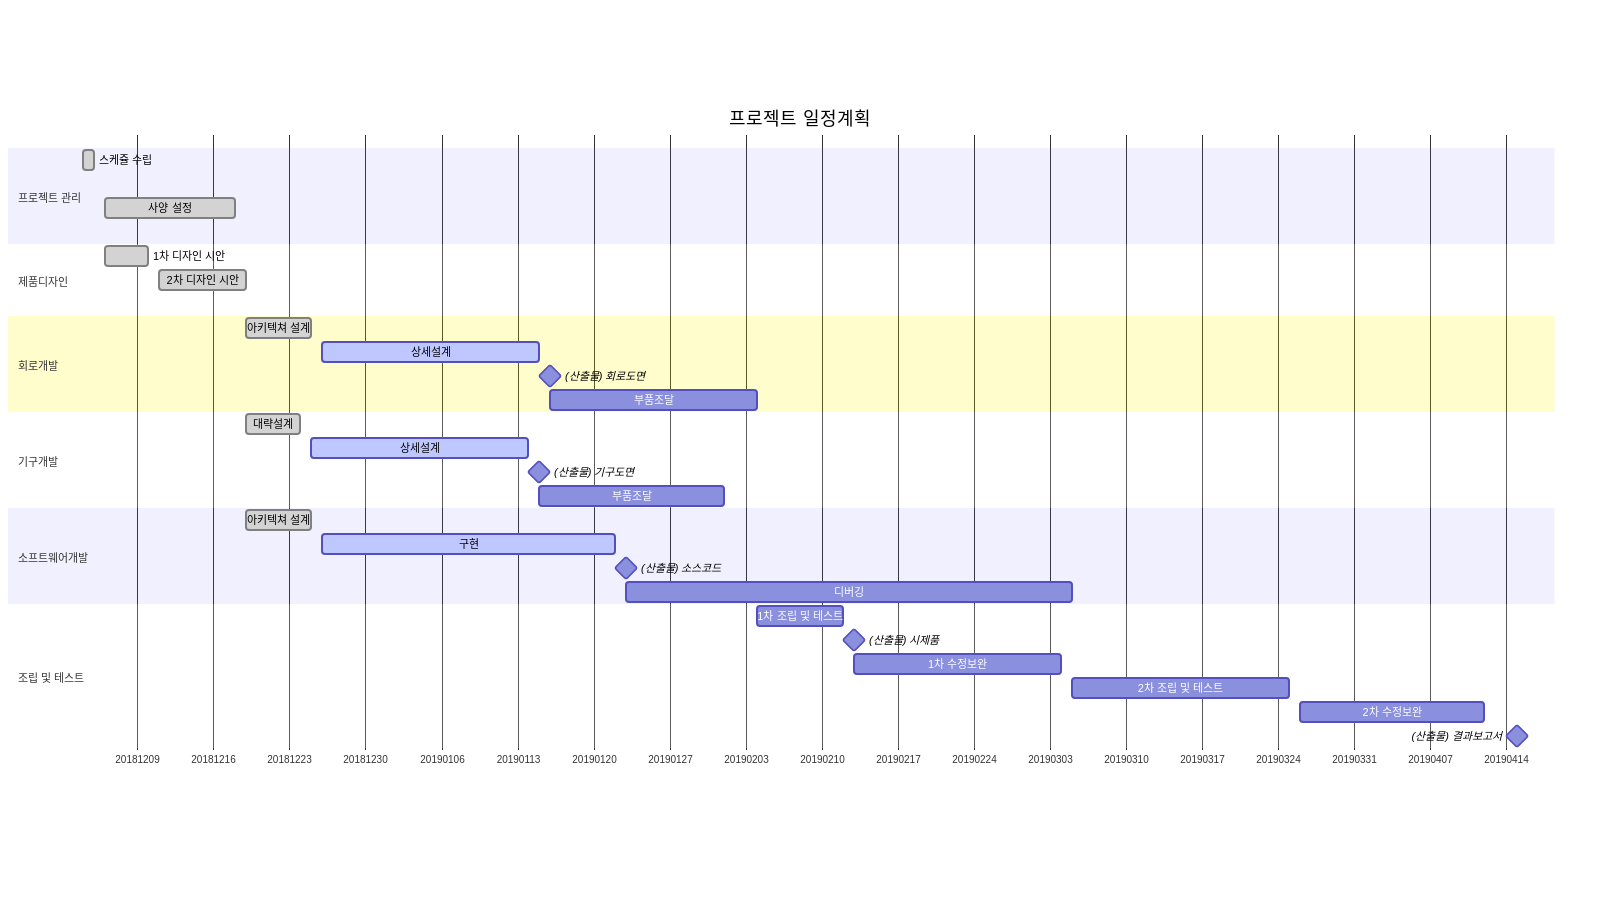 프로젝트 일정계획
스케쥴 수립
프로젝트 관리
사양 설정
1차 디자인 시안
제품디자인
2차 디자인 시안
아키텍쳐 설계
상세설계
회로개발
(산출물) 회로도면
부품조달
대략설계
상세설계
기구개발
(산출물) 기구도면
부품조달
아키텍쳐 설계
구현
소프트웨어개발
(산출물) 소스코드
디버깅
1차 조립 및 테스트
(산출물) 시제품
1차 수정보완
조립 및 테스트
2차 조립 및 테스트
2차 수정보완
(산출물) 결과보고서
20181209 20181216 20181223 20181230 20190106 20190113 20190120 20190127 20190203 20190210 20190217 20190224 20190303 20190310 20190317 20190324 20190331 20190407 20190414